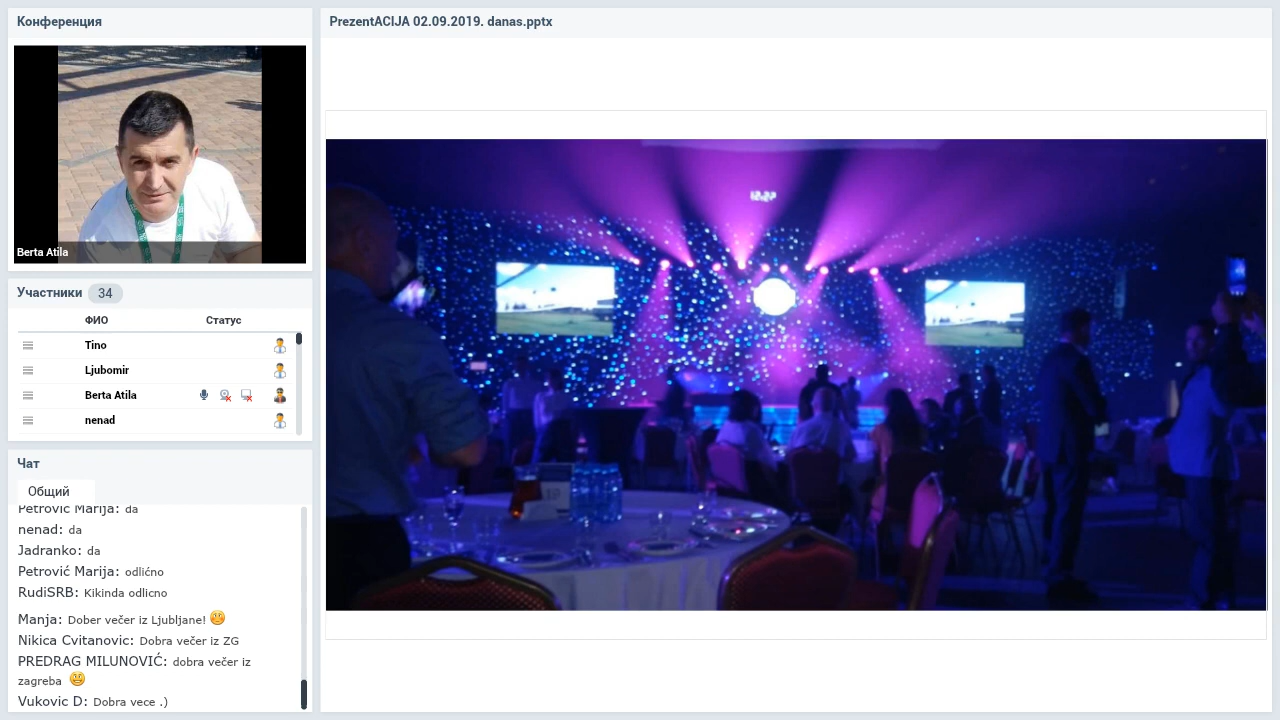 Конференция
Berta Atila
Участники 34
ФИО Статус
Tino
Ljubomir
Berta Atila
nenad
Чат
Общий
Petrović Marija: da
nenad: da
Jadranko: da
Petrović Marija: odlićno
RudiSRB: Kikinda odlicno
Manja: Dober večer iz Ljubljane!
Nikica Cvitanovic: Dobra večer iz ZG
PREDRAG MILUNOVIĆ: dobra večer iz
zagreba
Vukovic D: Dobra vece .)
PrezentACIJA 02.09.2019. danas.pptx